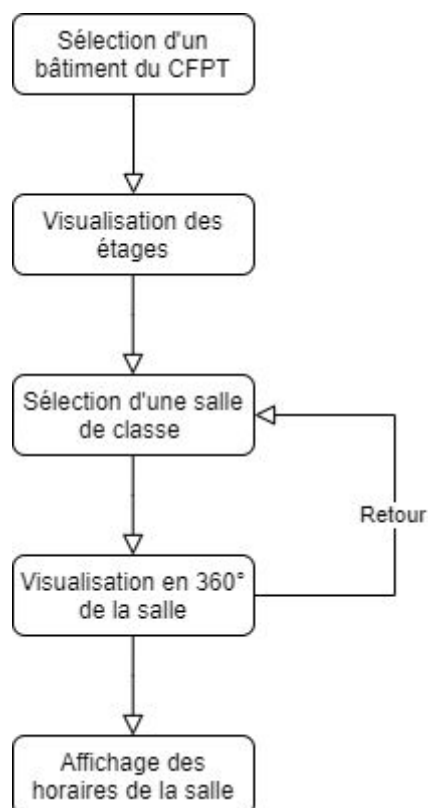 Sélection d'un
bâtiment du CFPT
Visualisation des
étages
Sélection d'une salle
de classe
Retour
Visualisation en 360°
de la salle
Affichage des
horaires de la salle